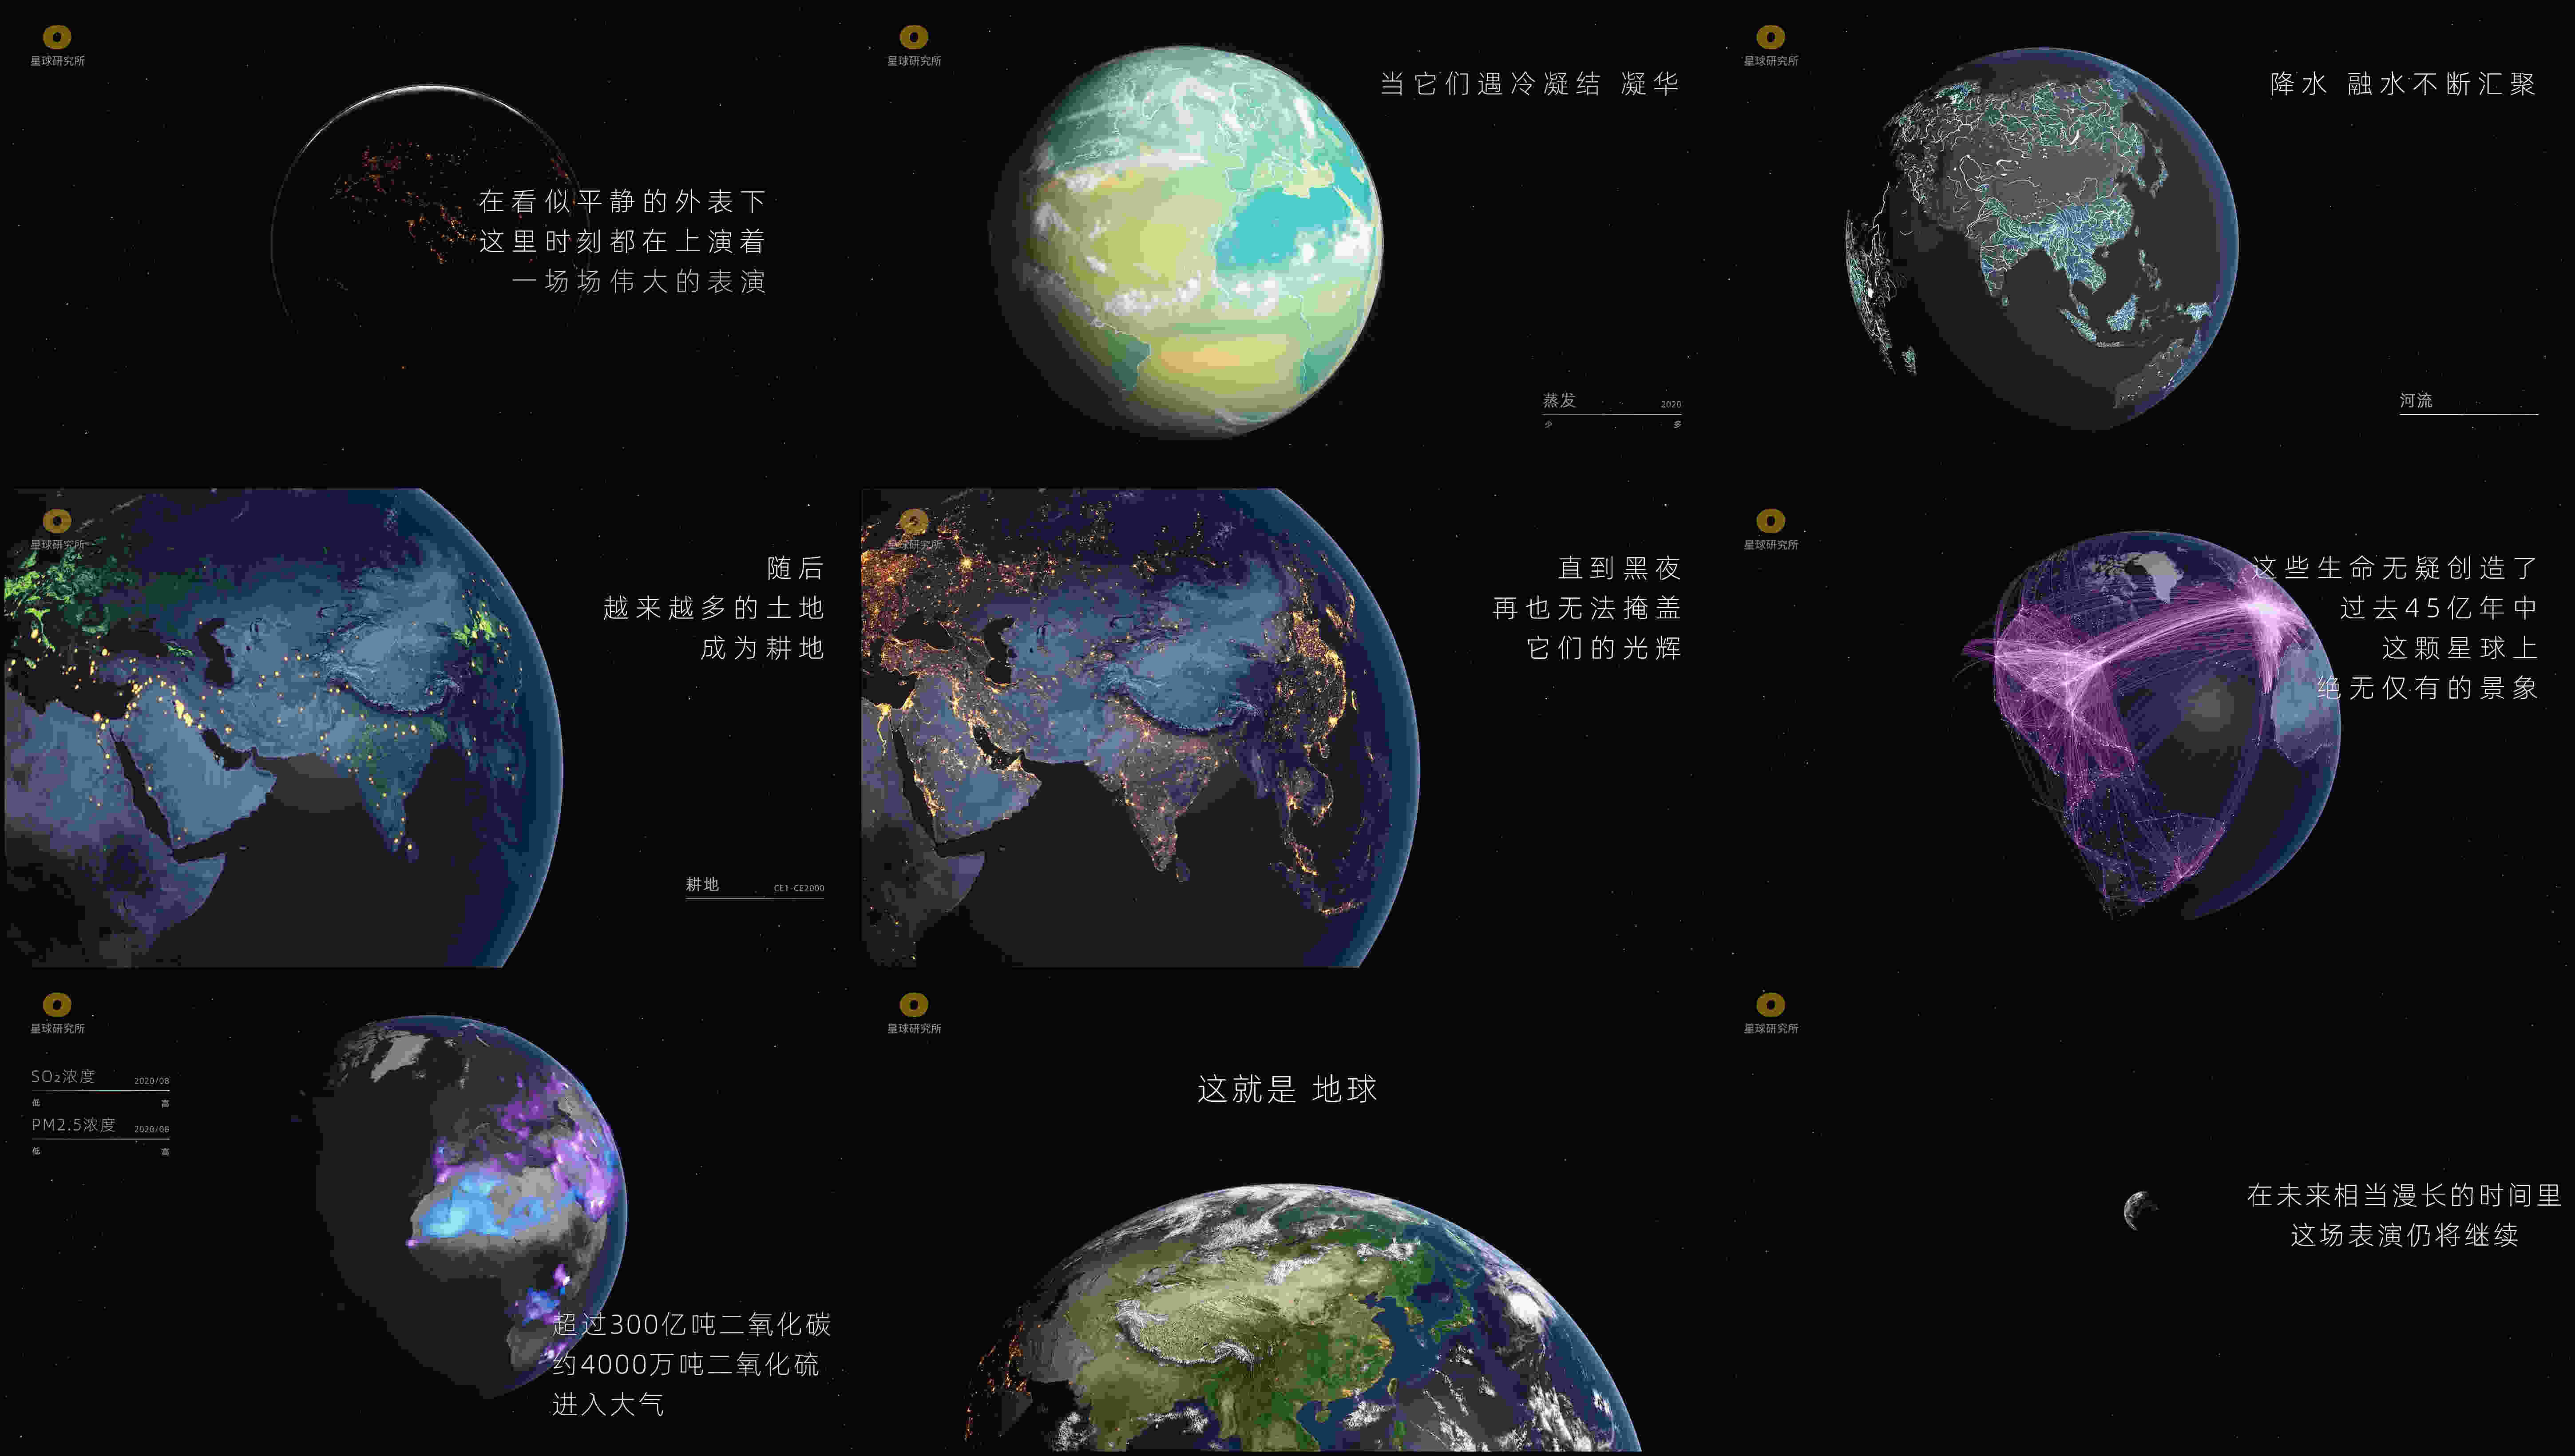 星球研究所
在看似平静的外表下
这里时刻都在上演着
一场场伟大的表演
星球研究所
当它们遇冷凝结 凝华
蒸发 2020
少 多
星球研究所
降水 融水不断汇聚
河流
星球研究所
随后
越来越多的土地
成为耕地
耕地 CE1-CE2000
星球研究所
直到黑夜
再也无法掩盖
它们的光辉
星球研究所
这些生命无疑创造了
过去45亿年中
这颗星球上
绝无仅有的景象
星球研究所
SO₂浓度 2020/08
低 高
PM2.5浓度 2020/08
低 高
超过300亿吨二氧化碳
约4000万吨二氧化硫
进入大气
星球研究所
这就是 地球
星球研究所
在未来相当漫长的时间里
这场表演仍将继续